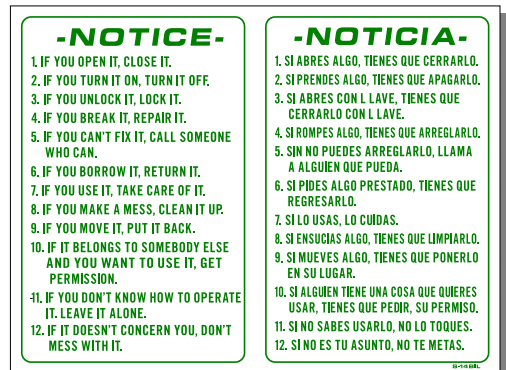 -NOTICE-
1. IF YOU OPEN IT, CLOSE IT.
2. IF YOU TURN IT ON, TURN IT OFF.
3. IF YOU UNLOCK IT, LOCK IT.
4. IF YOU BREAK IT, REPAIR IT.
5. IF YOU CAN'T FIX IT, CALL SOMEONE
WHO CAN.
6. IF YOU BORROW IT, RETURN IT.
7. IF YOU USE IT, TAKE CARE OF IT.
8. IF YOU MAKE A MESS, CLEAN IT UP.
9. IF YOU MOVE IT, PUT IT BACK.
10. IF IT BELONGS TO SOMEBODY ELSE
AND YOU WANT TO USE IT, GET
PERMISSION.
11. IF YOU DON'T KNOW HOW TO OPERATE
IT. LEAVE IT ALONE.
12. IF IT DOESN'T CONCERN YOU, DON'T
MESS WITH IT.
-NOTICIA-
1. SI ABRES ALGO, TIENES QUE CERRARLO.
2. SI PRENDES ALGO, TIENES QUE APAGARLO.
3. SI ABRES CON L LAVE, TIENES QUE
CERRARLO CON L LAVE.
4. SI ROMPES ALGO, TIENES QUE ARREGLARLO.
5. SIN NO PUEDES ARREGLARLO, LLAMA
A ALGUIEN QUE PUEDA.
6. SI PIDES ALGO PRESTADO, TIENES QUE
REGRESARLO.
7. SI LO USAS, LO CUIDAS.
8. SI ENSUCIAS ALGO, TIENES QUE LIMPIARLO.
9. SI MUEVES ALGO, TIENES QUE PONERLO
EN SU LUGAR.
10. SI ALGUIEN TIENE UNA COSA QUE QUIERES
USAR, TIENES QUE PEDIR, SU PERMISO.
11. SI NO SABES USARLO, NO LO TOQUES.
12. SI NO ES TU ASUNTO, NO TE METAS.
S-14BIL